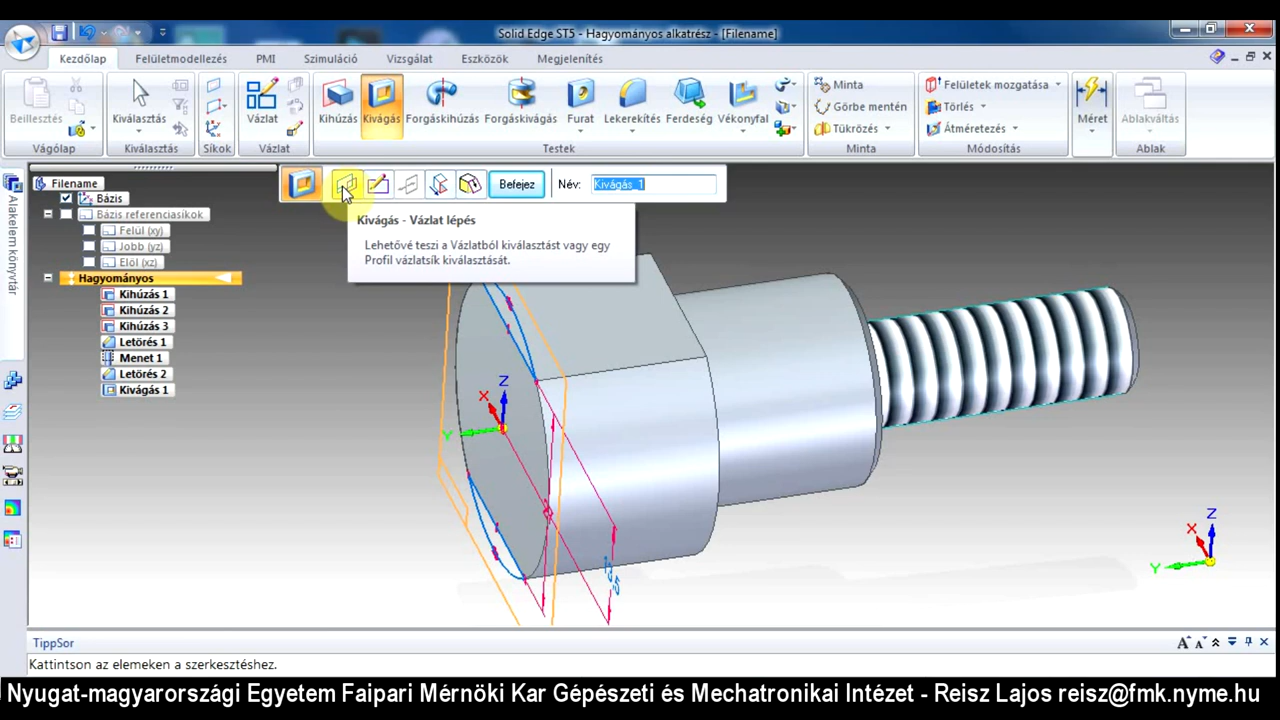 Solid Edge ST5 - Hagyományos alkatrész - [Filename]
Kezdőlap
Felületmodellezés
PMI
Szimuláció
Vizsgálat
Eszközök
Megjelenítés
Beillesztés
Kiválasztás
Vázlat
Kihúzás
Kivágás
Forgáskihúzás
Forgáskivágás
Furat
Lekerekítés
Ferdeség
Vékonyfal
Minta
Görbe mentén
Tükrözés
Felületek mozgatása
Törlés
Átméretezés
Méret
Ablakváltás
Vágólap
Kiválasztás
Síkok
Vázlat
Testek
Minta
Módosítás
Ablak
Befejez
Név:
Kivágás_1
Kivágás - Vázlat lépés
Lehetővé teszi a Vázlatból kiválasztást vagy egy
Profil vázlatsík kiválasztását.
Alakelem könyvtár
Filename
Bázis
Bázis referenciasíkok
Felül (xy)
Jobb (yz)
Elöl (xz)
Hagyományos
Kihúzás 1
Kihúzás 2
Kihúzás 3
Letörés 1
Menet 1
Letörés 2
Kivágás 1
Z
X
Y
Z
X
Y
TippSor
Kattintson az elemeken a szerkesztéshez.
Nyugat-magyarországi Egyetem Faipari Mérnöki Kar Gépészeti és Mechatronikai Intézet - Reisz Lajos reisz@fmk.nyme.hu